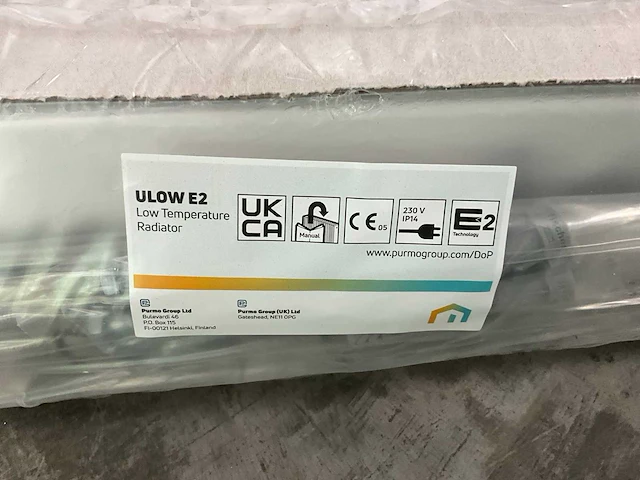 ULOW E2
Low Temperature
Radiator
UK
CA
Manual
CE 05
230 V
IP14
E2
Technology
www.purmogroup.com/DoP
Purmo Group Ltd
Bulevardi 46
P.O. Box 115
FI-00121 Helsinki, Finland
Purmo Group (UK) Ltd
Gateshead, NE11 0PG